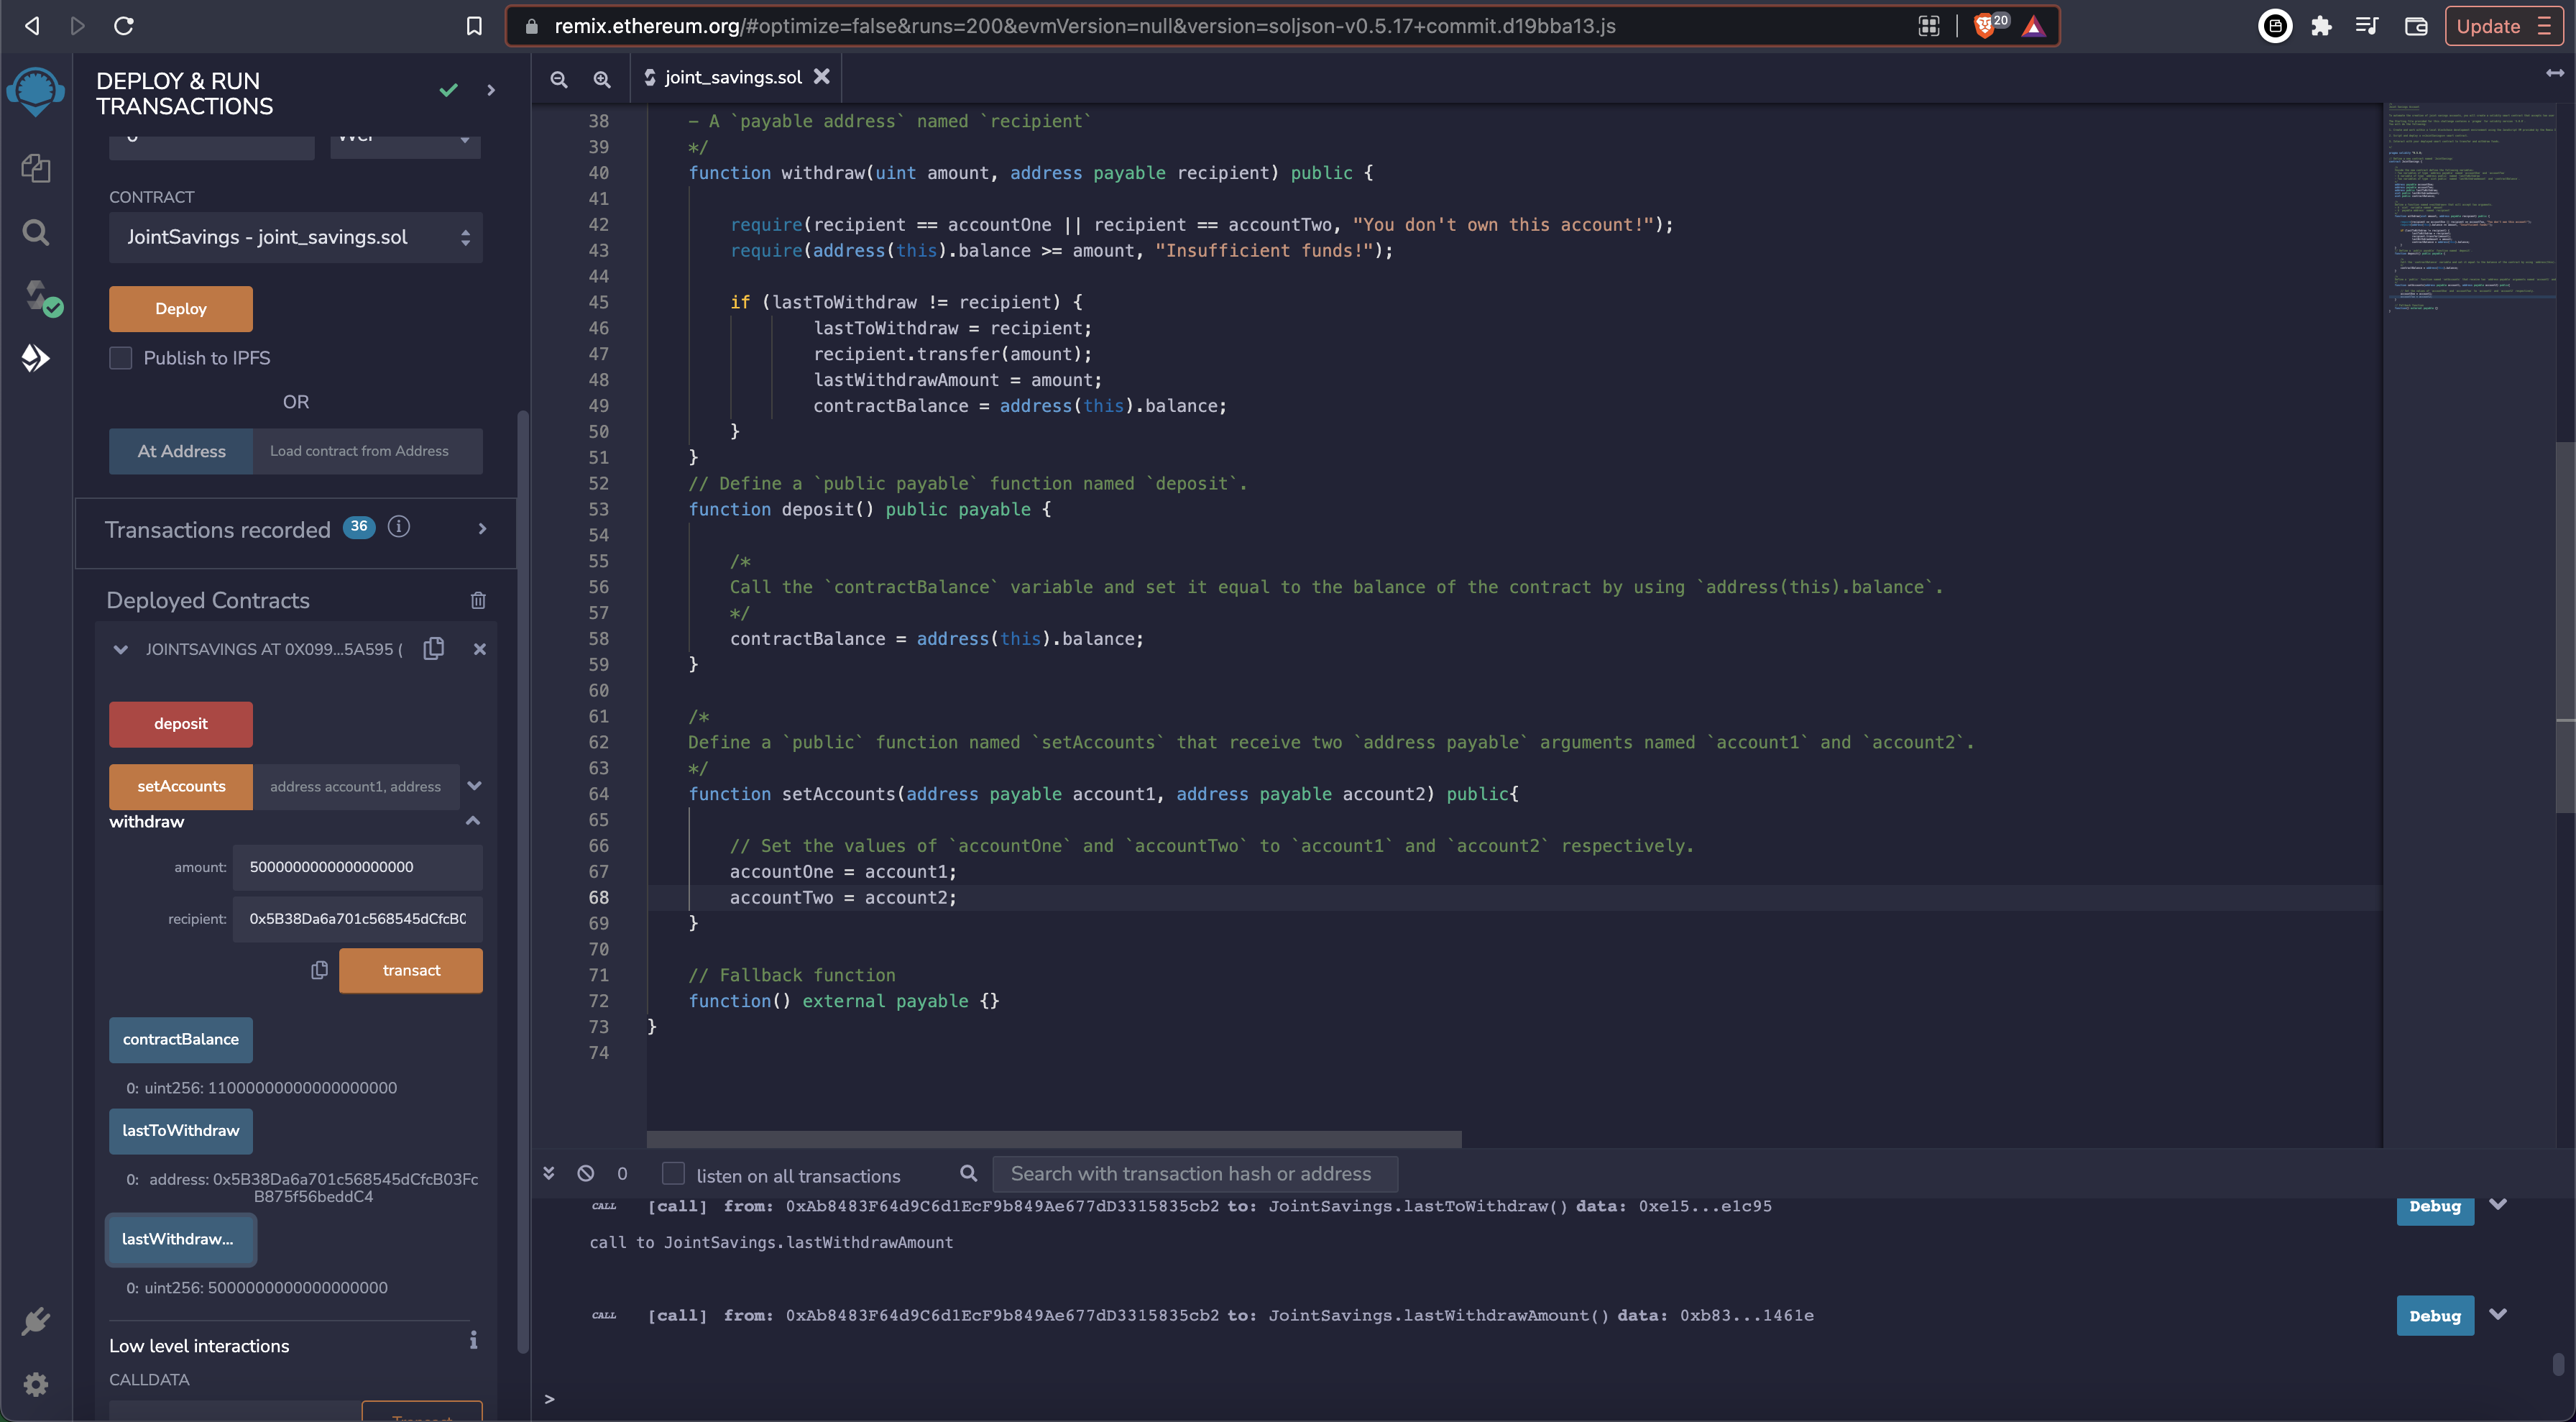 remix.ethereum.org/#optimize=false&runs=200&evmVersion=null&version=soljson-v0.5.17+commit.d19bba13.js
20
Update
DEPLOY & RUN
TRANSACTIONS
CONTRACT
JointSavings - joint_savings.sol
Deploy
Publish to IPFS
OR
At Address
Load contract from Address
Transactions recorded 36
Deployed Contracts
JOINTSAVINGS AT 0X099...5A595 (
deposit
setAccounts
address account1, address
withdraw
amount:
5000000000000000000
recipient:
0x5B38Da6a701c568545dCfcB0
transact
contractBalance
0: uint256: 11000000000000000000
lastToWithdraw
0: address: 0x5B38Da6a701c568545dCfcB03Fc
B875f56beddC4
lastWithdraw...
0: uint256: 5000000000000000000
Low level interactions
CALLDATA
joint_savings.sol
38 - A `payable address` named `recipient`
39 */
40 function withdraw(uint amount, address payable recipient) public {
41
42 require(recipient == accountOne || recipient == accountTwo, "You don't own this account!");
43 require(address(this).balance >= amount, "Insufficient funds!");
44
45 if (lastToWithdraw != recipient) {
46 lastToWithdraw = recipient;
47 recipient.transfer(amount);
48 lastWithdrawAmount = amount;
49 contractBalance = address(this).balance;
50 }
51 }
52 // Define a `public payable` function named `deposit`.
53 function deposit() public payable {
54
55 /*
56 Call the `contractBalance` variable and set it equal to the balance of the contract by using `address(this).balance`.
57 */
58 contractBalance = address(this).balance;
59 }
60
61 /*
62 Define a `public` function named `setAccounts` that receive two `address payable` arguments named `account1` and `account2`.
63 */
64 function setAccounts(address payable account1, address payable account2) public{
65
66 // Set the values of `accountOne` and `accountTwo` to `account1` and `account2` respectively.
67 accountOne = account1;
68 accountTwo = account2;
69 }
70
71 // Fallback function
72 function() external payable {}
73 }
74
0
listen on all transactions
Search with transaction hash or address
CALL [call] from: 0xAb8483F64d9C6d1EcF9b849Ae677dD3315835cb2 to: JointSavings.lastToWithdraw() data: 0xe15...e1c95
Debug
call to JointSavings.lastWithdrawAmount
CALL [call] from: 0xAb8483F64d9C6d1EcF9b849Ae677dD3315835cb2 to: JointSavings.lastWithdrawAmount() data: 0xb83...1461e
Debug
>